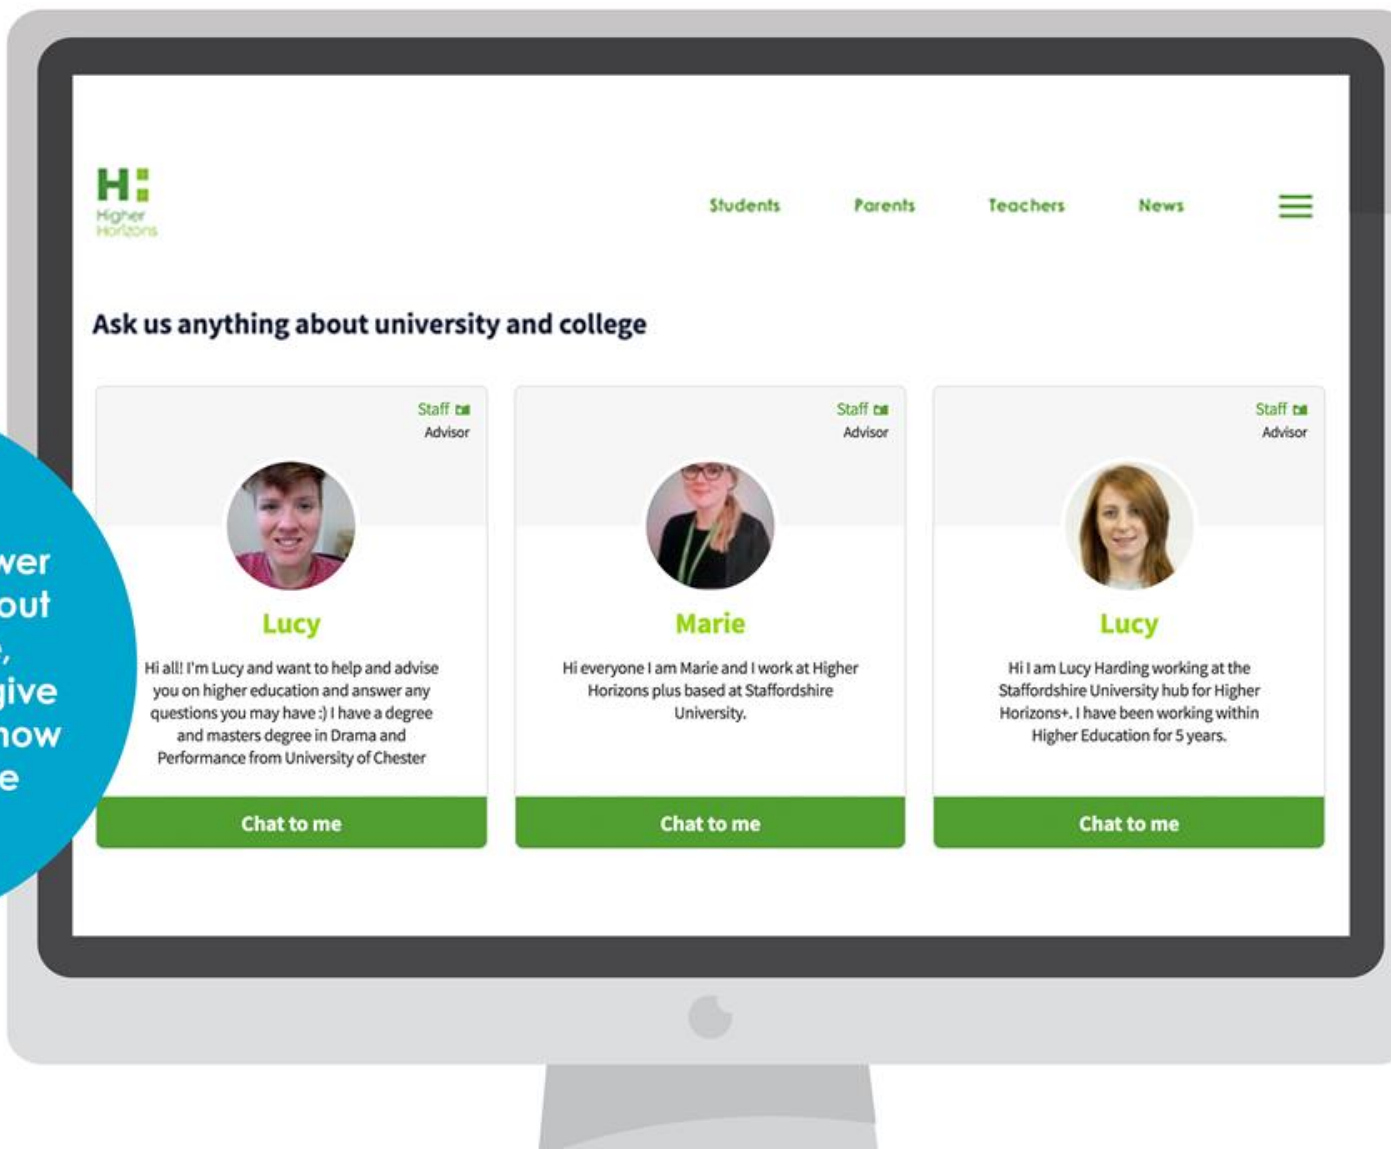 H:
Higher
Horizons
Students
Parents
Teachers
News
Ask us anything about university and college
Staff
Advisor
Lucy
Hi all! I'm Lucy and want to help and advise
you on higher education and answer any
questions you may have :) I have a degree
and masters degree in Drama and
Performance from University of Chester
Chat to me
Staff
Advisor
Marie
Hi everyone I am Marie and I work at Higher
Horizons plus based at Staffordshire
University.
Chat to me
Staff
Advisor
Lucy
Hi I am Lucy Harding working at the
Staffordshire University hub for Higher
Horizons+. I have been working within
Higher Education for 5 years.
Chat to me
give